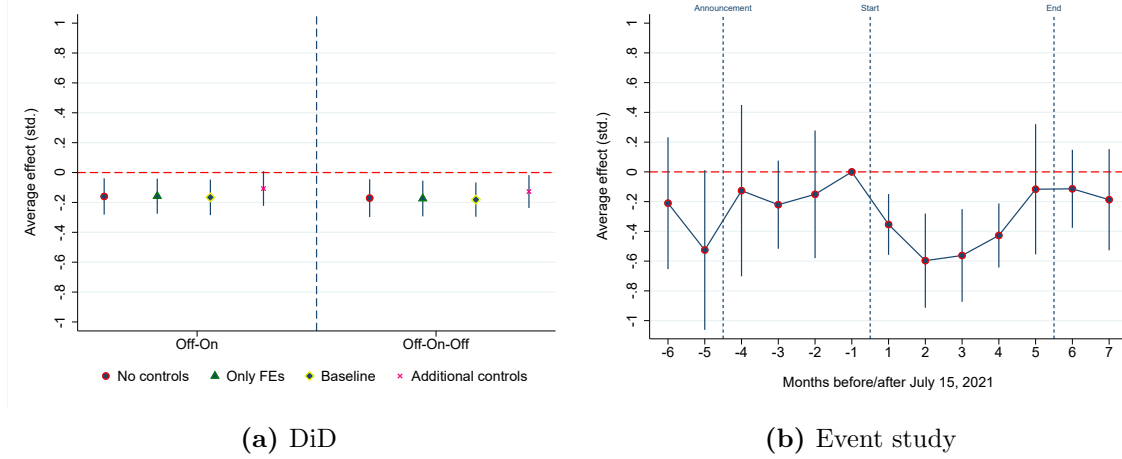 Average effect (std.)
1
.8
.6
.4
.2
0
-.2
-.4
-.6
-.8
-1
Off-On
Off-On-Off
No controls
Only FEs
Baseline
Additional controls
(a) DiD
Announcement
Start
End
Average effect (std.)
1
.8
.6
.4
.2
0
-.2
-.4
-.6
-.8
-1
-6 -5 -4 -3 -2 -1 1 2 3 4 5 6 7
Months before/after July 15, 2021
(b) Event study